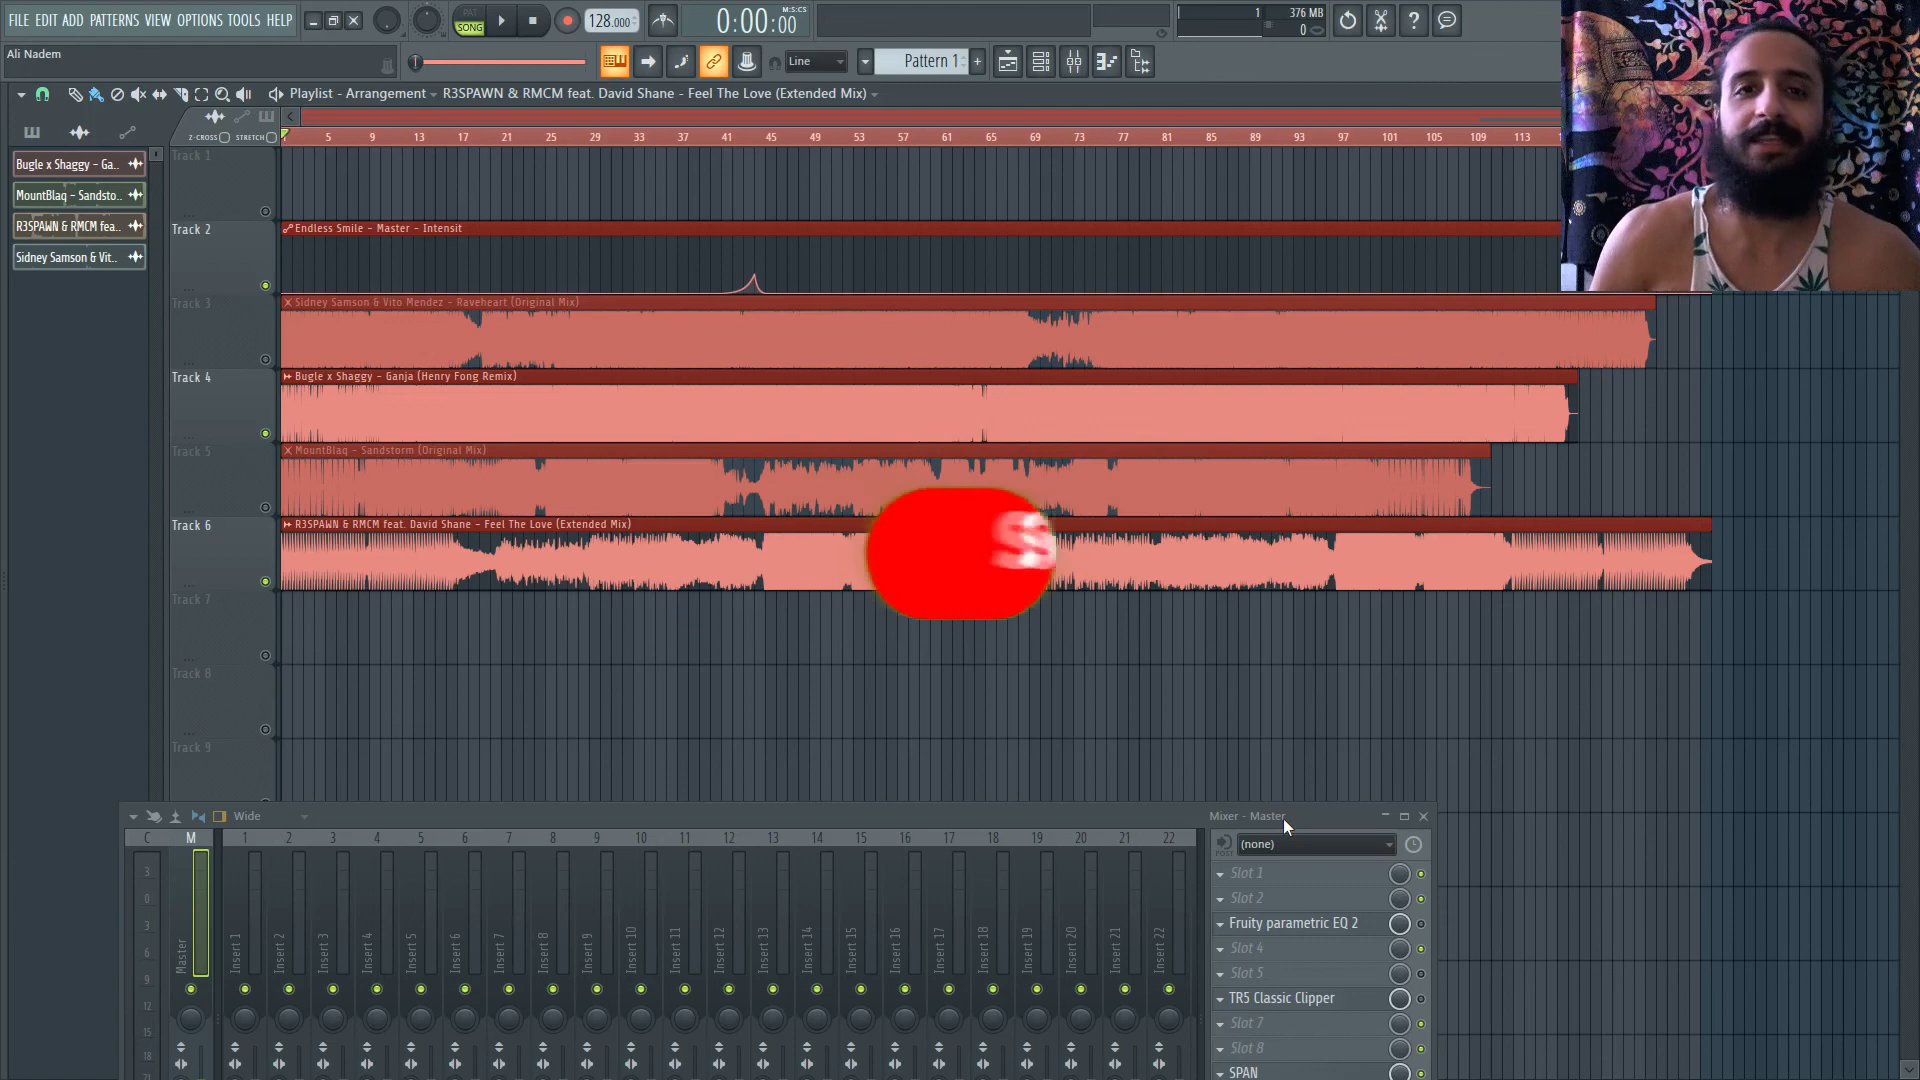 FILE EDIT ADD PATTERNS VIEW OPTIONS TOOLS HELP
PAT
SONG
128.000
0:00:00
M:S:CS
1
376 MB
0
Ali Nadem
Line
Pattern 1
Playlist - Arrangement
R3SPAWN & RMCM feat. David Shane - Feel The Love (Extended Mix)
Z-CROSS
STRETCH
5 9 13 17 21 25 29 33 37 41 45 49 53 57 61 65 69 73 77 81 85 89 93 97 101 105 109 113
Bugle x Shaggy - Ga..
MountBlaq - Sandsto..
R3SPAWN & RMCM fea..
Sidney Samson & Vit..
Track 1
Track 2
Endless Smile - Master - Intensit
Track 3
Sidney Samson & Vito Mendez - Raveheart (Original Mix)
Track 4
Bugle x Shaggy - Ganja (Henry Fong Remix)
Track 5
MountBlaq - Sandstorm (Original Mix)
Track 6
R3SPAWN & RMCM feat. David Shane - Feel The Love (Extended Mix)
S
Track 7
Track 8
Track 9
Wide
Mixer - Master
C M 1 2 3 4 5 6 7 8 9 10 11 12 13 14 15 16 17 18 19 20 21 22
3
0
3
6
9
12
15
18
21
Master
Insert 1
Insert 2
Insert 3
Insert 4
Insert 5
Insert 6
Insert 7
Insert 8
Insert 9
Insert 10
Insert 11
Insert 12
Insert 13
Insert 14
Insert 15
Insert 16
Insert 17
Insert 18
Insert 19
Insert 20
Insert 21
Insert 22
POST
(none)
Slot 1
Slot 2
Fruity parametric EQ 2
Slot 4
Slot 5
TR5 Classic Clipper
Slot 7
Slot 8
SPAN